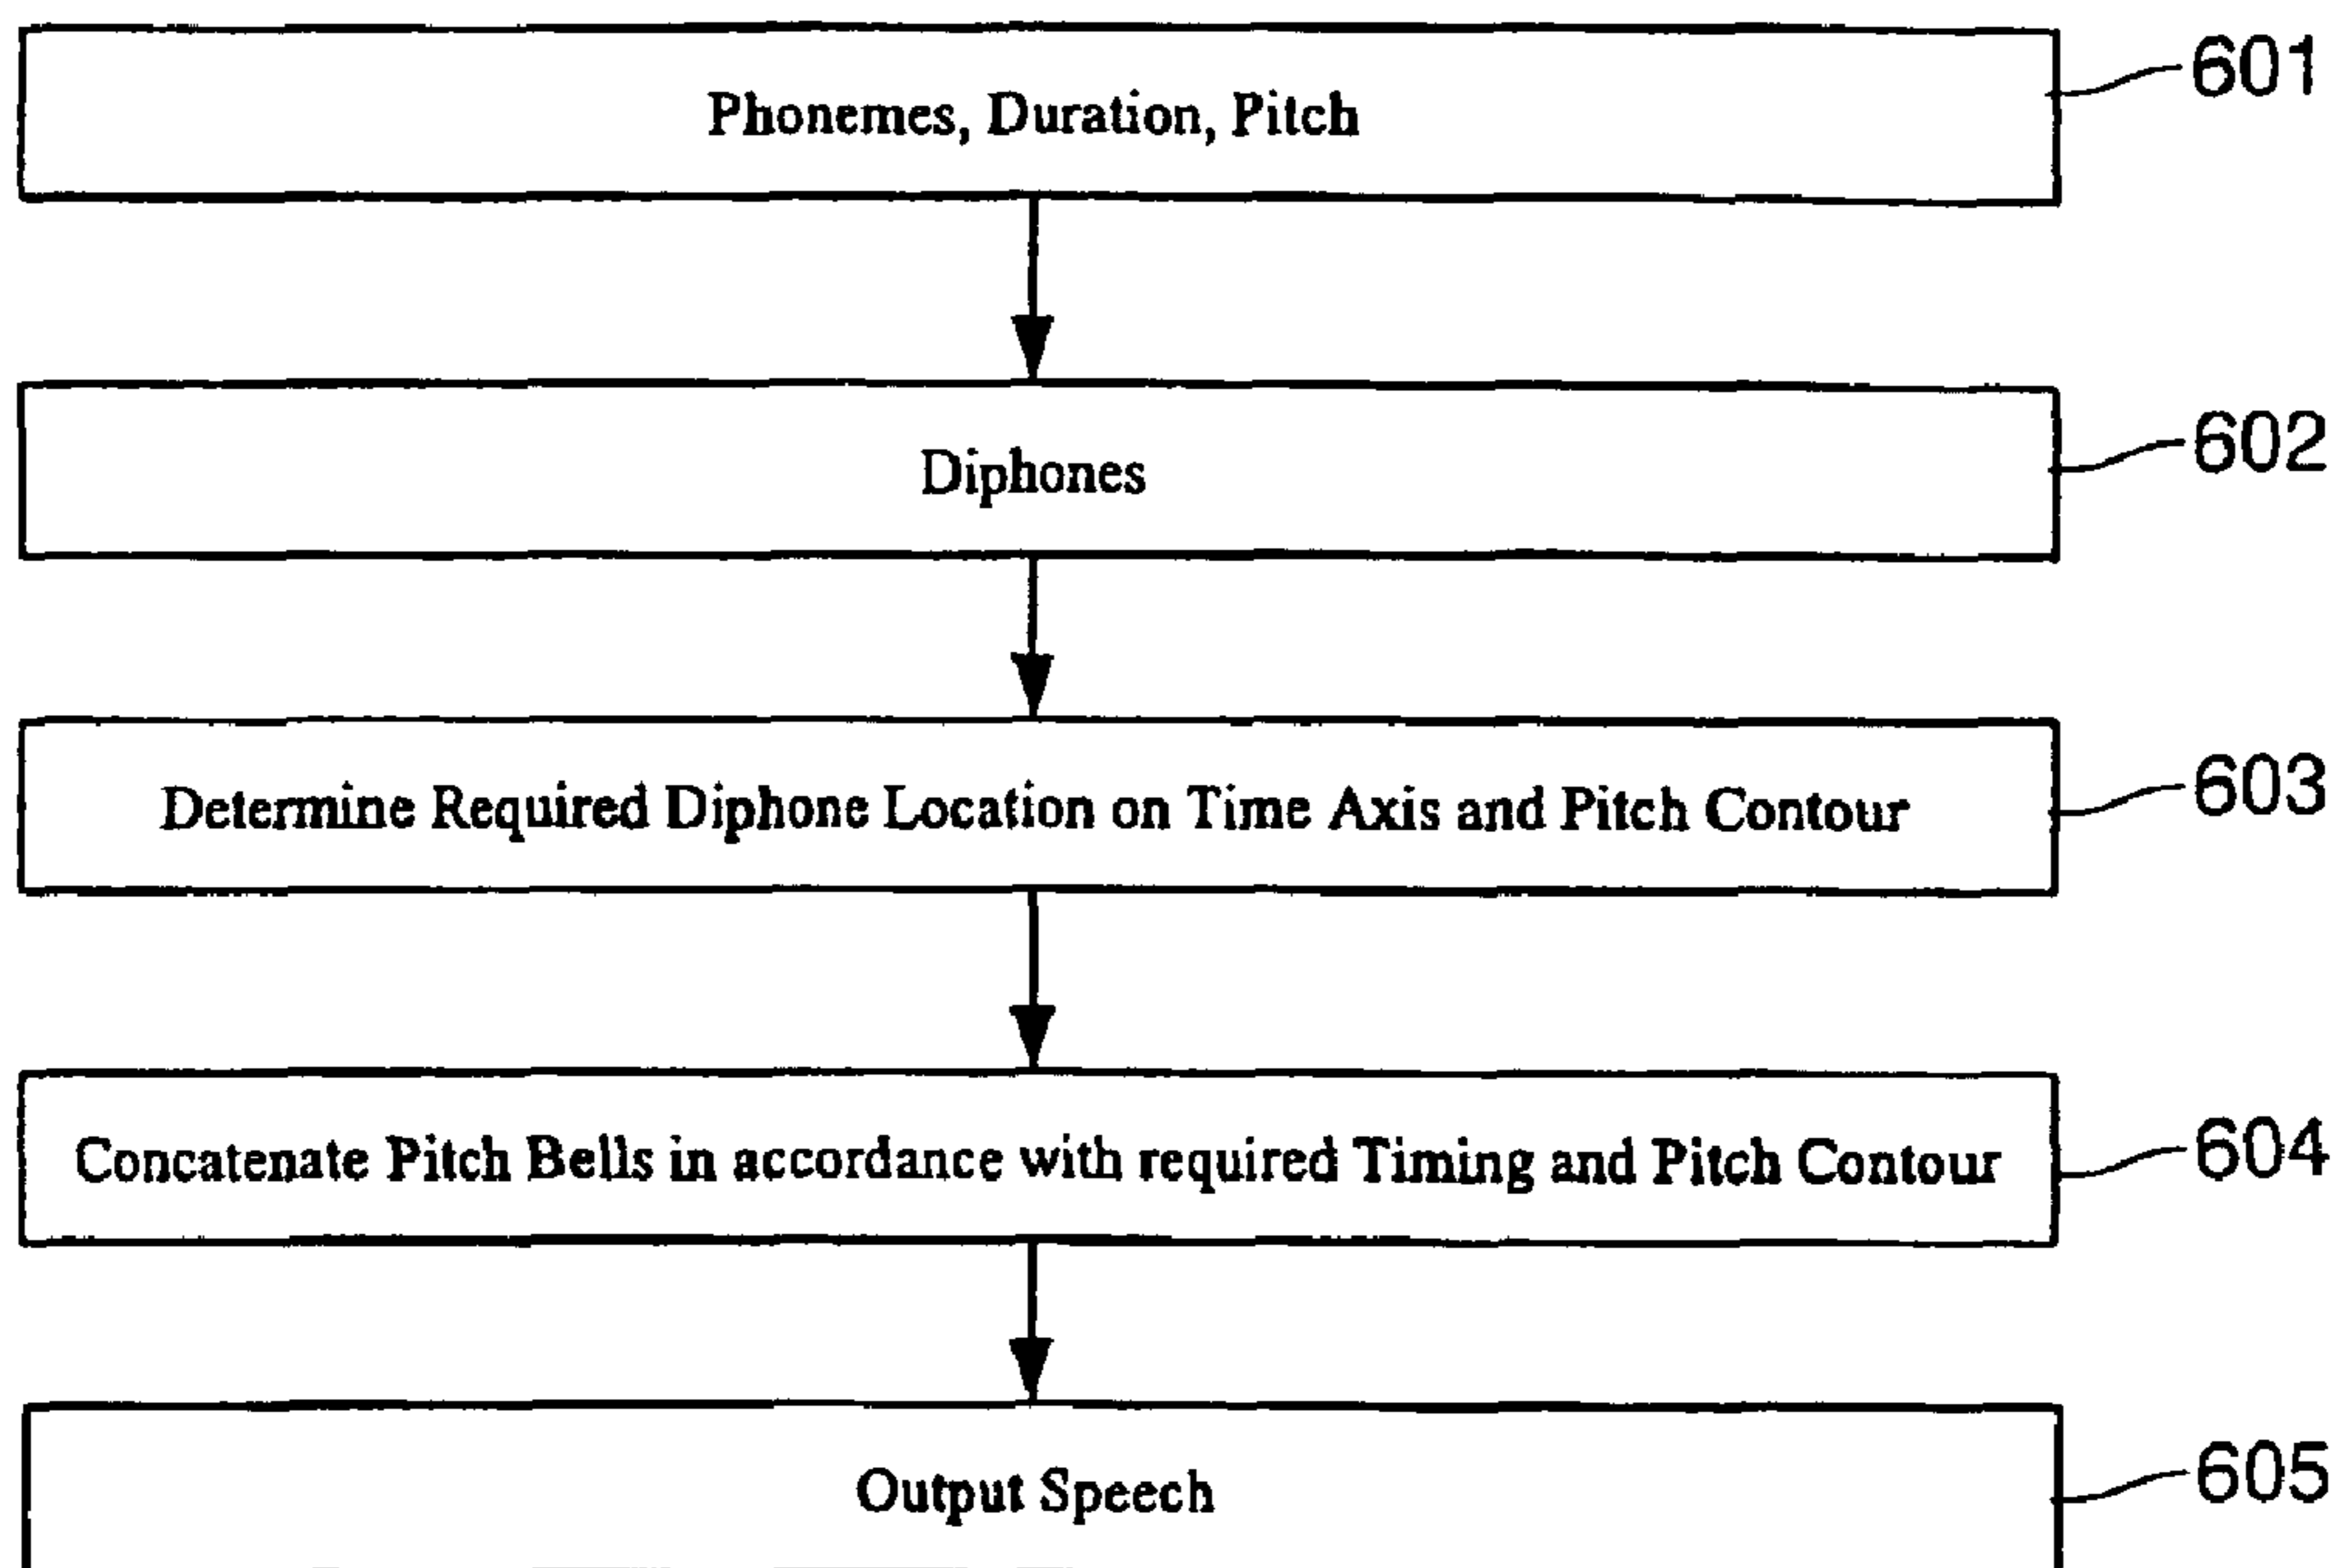 Phonemes, Duration, Pitch
601
Diphones
602
Determine Required Diphone Location on Time Axis and Pitch Contour
603
Concatenate Pitch Bells in accordance with required Timing and Pitch Contour
604
Output Speech
605